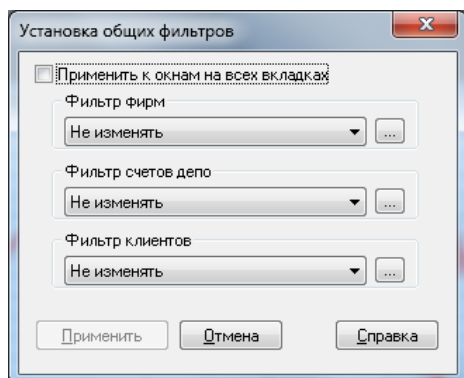 Установка общих фильтров
Применить к окнам на всех вкладках
Фильтр фирм
Не изменять
...
Фильтр счетов депо
Не изменять
...
Фильтр клиентов
Не изменять
...
Применить Отмена Справка